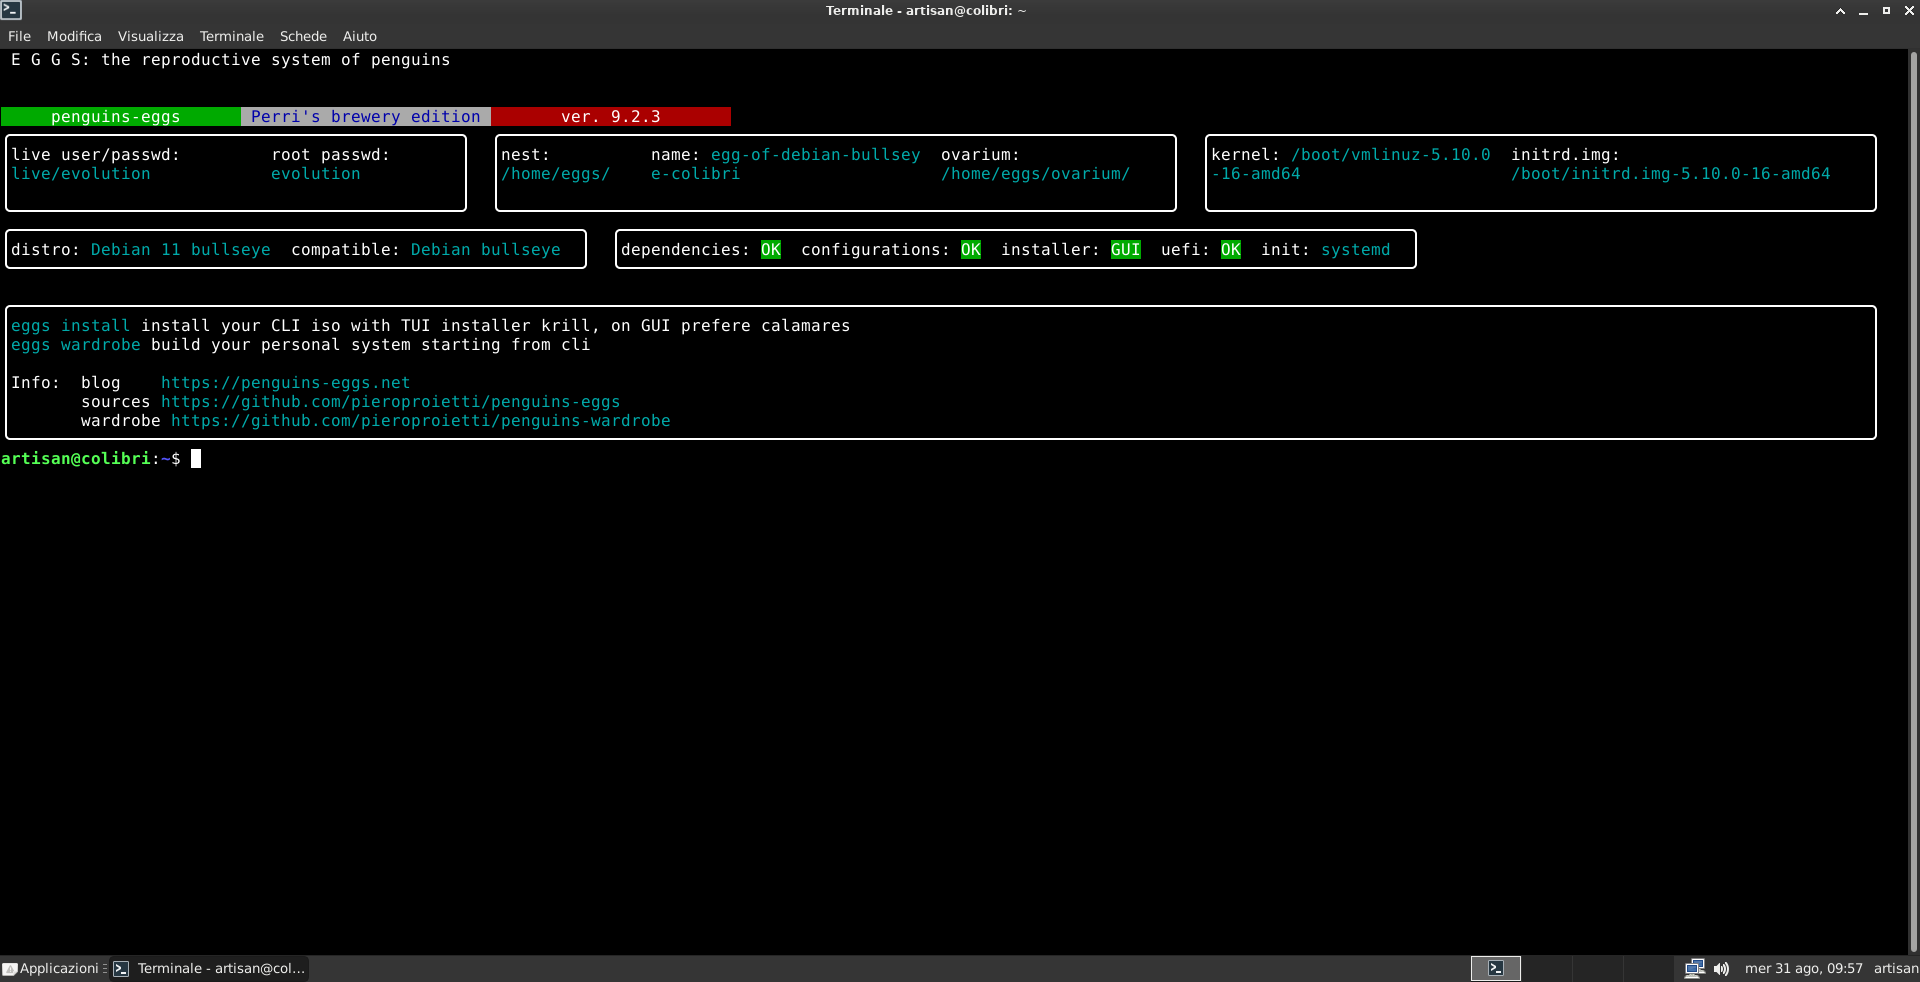 Terminale - artisan@colibri: ~
File Modifica Visualizza Terminale Schede Aiuto
E G G S: the reproductive system of penguins
penguins-eggs Perri's brewery edition ver. 9.2.3
live user/passwd: root passwd:
live/evolution evolution
nest: name: egg-of-debian-bullsey ovarium:
/home/eggs/ e-colibri /home/eggs/ovarium/
kernel: /boot/vmlinuz-5.10.0 initrd.img:
-16-amd64 /boot/initrd.img-5.10.0-16-amd64
distro: Debian 11 bullseye compatible: Debian bullseye
dependencies: OK configurations: OK installer: GUI uefi: OK init: systemd
eggs install install your CLI iso with TUI installer krill, on GUI prefere calamares
eggs wardrobe build your personal system starting from cli
Info: blog https://penguins-eggs.net
sources https://github.com/pieroproietti/penguins-eggs
wardrobe https://github.com/pieroproietti/penguins-wardrobe
artisan@colibri:~$
Applicazioni Terminale - artisan@col... mer 31 ago, 09:57 artisan